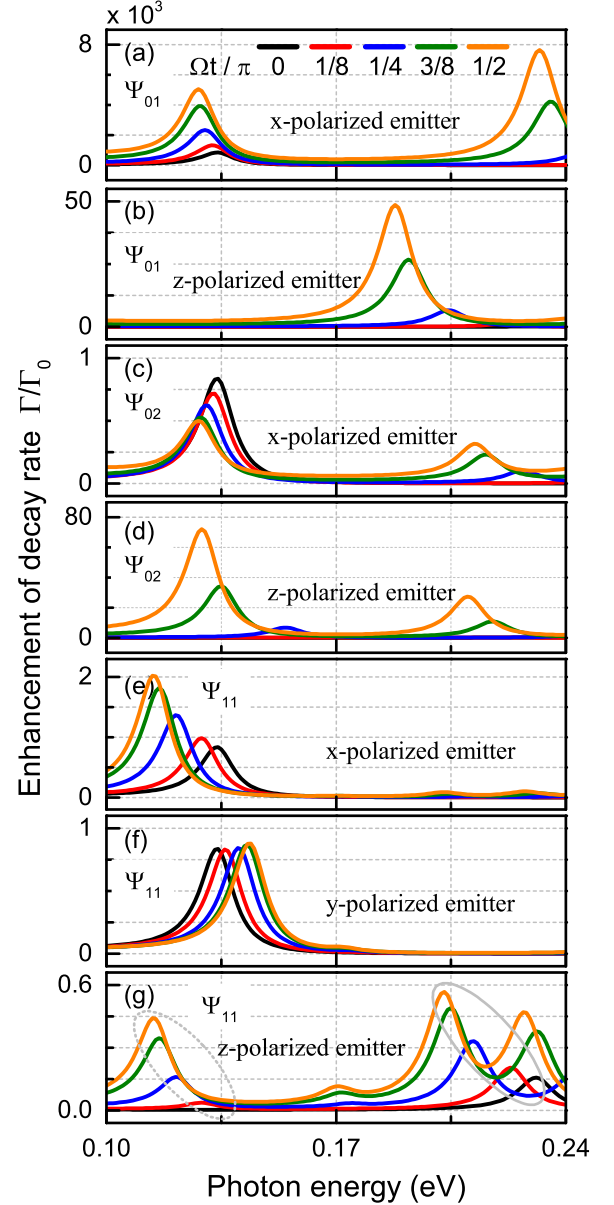 × 10³
8
0
(a)
Ωt / π 0 1/8 1/4 3/8 1/2
Ψ01
x-polarized emitter
50
0
(b)
Ψ01
z-polarized emitter
1
0
(c)
Ψ02
x-polarized emitter
80
0
(d)
Ψ02
z-polarized emitter
2
0
(e)
Ψ11
x-polarized emitter
1
0
(f)
Ψ11
y-polarized emitter
0.6
0.0
(g)
Ψ11
z-polarized emitter
0.10 0.17 0.24
Photon energy (eV)
Enhancement of decay rate Γ/Γ0